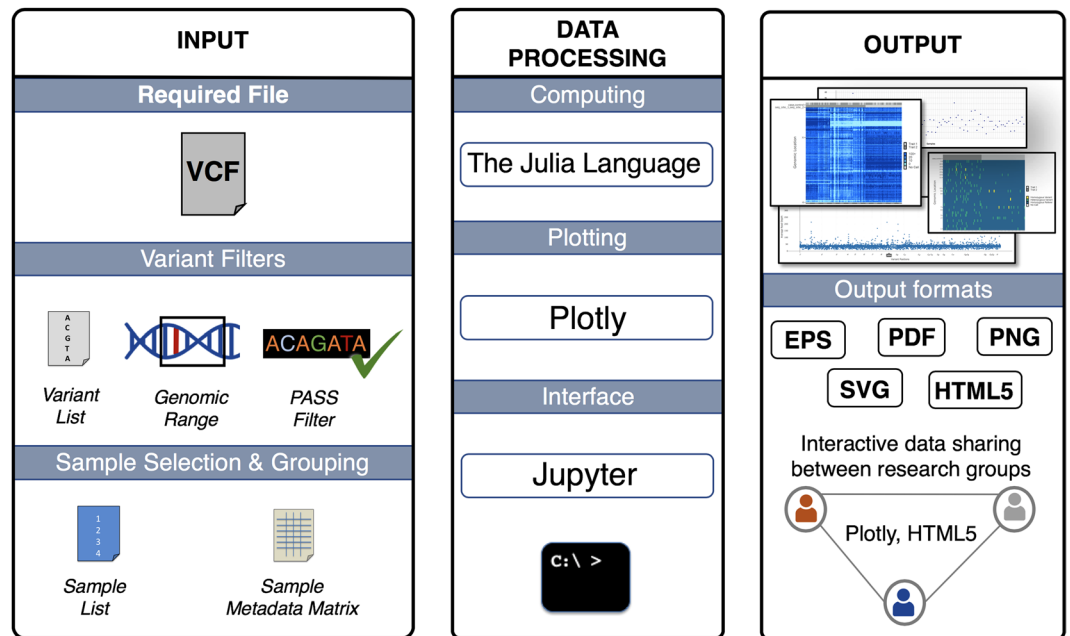 INPUT
Required File
VCF
Variant Filters
A
C
G
T
A
ACAGATA
Variant
List
Genomic
Range
PASS
Filter
Sample Selection & Grouping
1
2
3
4
Sample
List
Sample
Metadata Matrix
DATA
PROCESSING
Computing
The Julia Language
Plotting
Plotly
Interface
Jupyter
C:\ >
OUTPUT
Output formats
EPS
PDF
PNG
SVG
HTML5
Interactive data sharing
between research groups
Plotly, HTML5